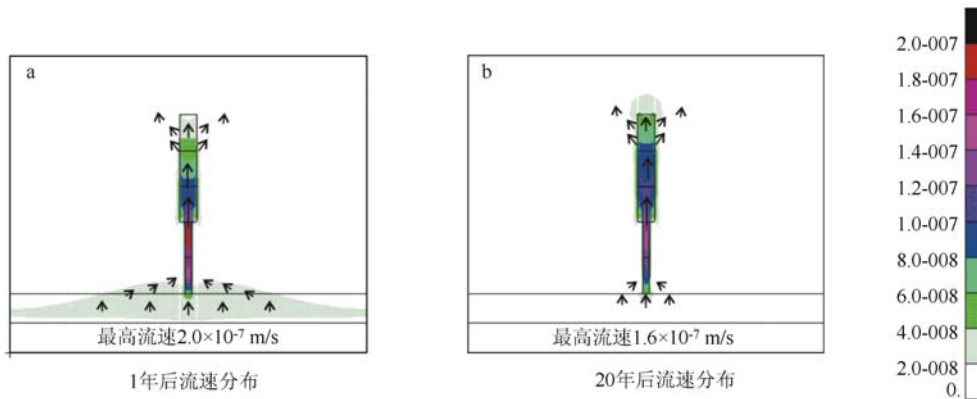 a
最高流速2.0×10⁻⁷ m/s
1年后流速分布
b
最高流速1.6×10⁻⁷ m/s
20年后流速分布
2.0-007
1.8-007
1.6-007
1.4-007
1.2-007
1.0-007
8.0-008
6.0-008
4.0-008
2.0-008
0.